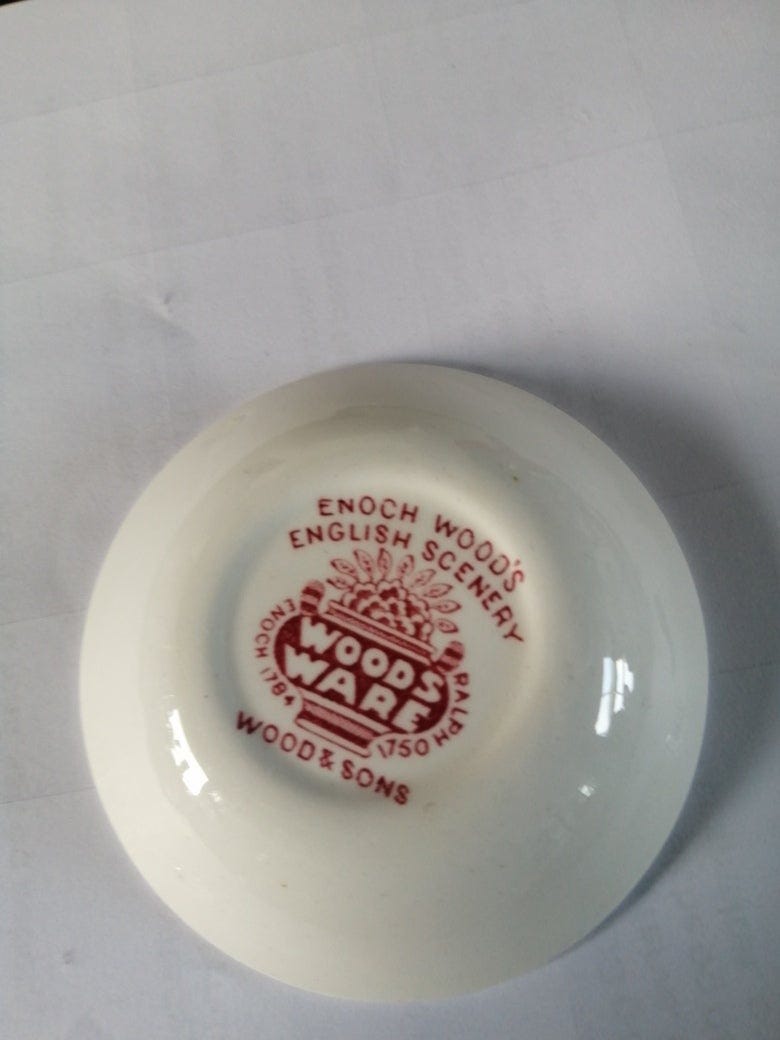 ENOCH WOOD'S
ENGLISH SCENERY
WOODS
WARE
ENOCH 1784
RALPH 1750
WOOD & SONS